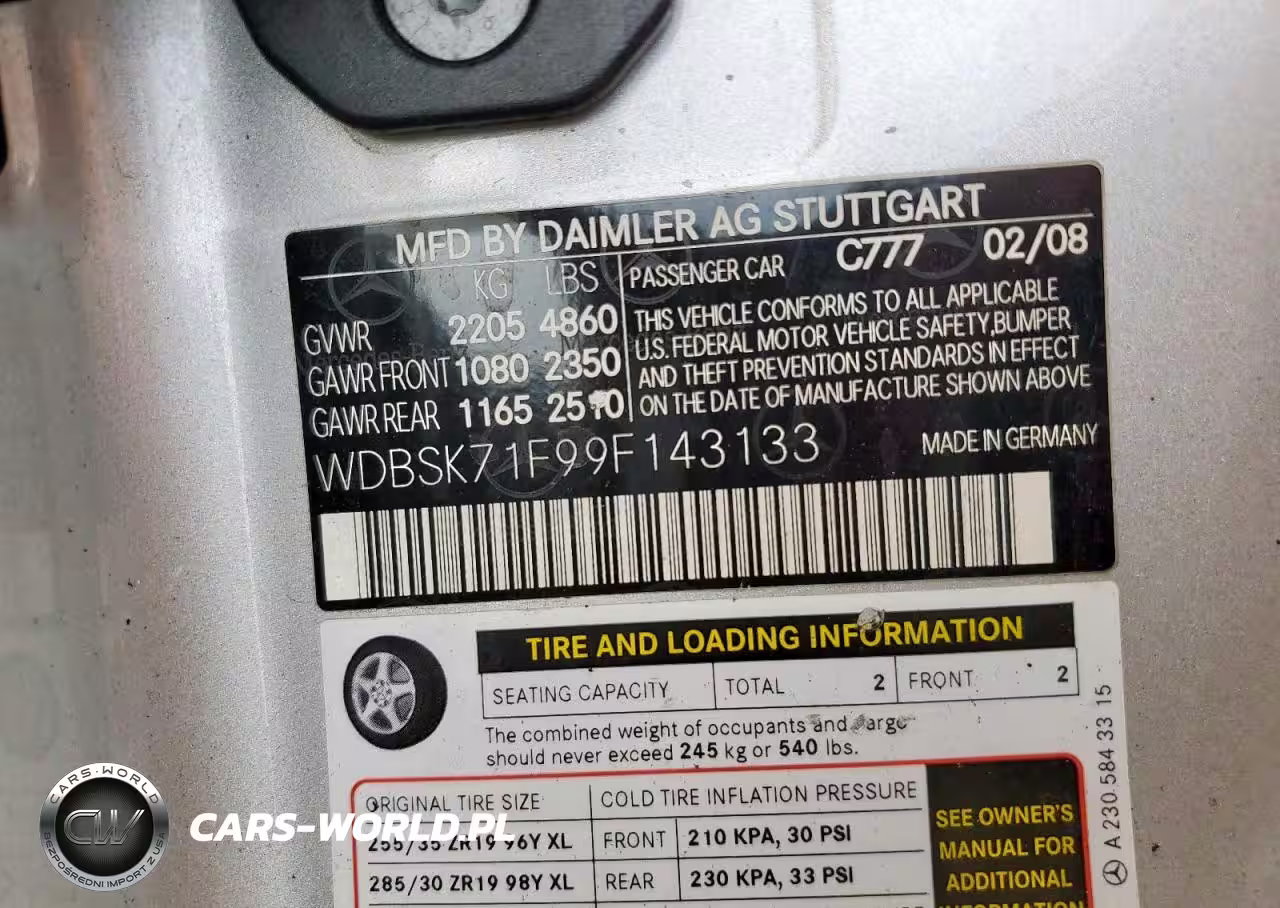 MFD BY DAIMLER AG STUTTGART
KG LBS
GVWR 2205 4860
GAWR FRONT 1080 2350
GAWR REAR 1165 2570
PASSENGER CAR C777 02/08
THIS VEHICLE CONFORMS TO ALL APPLICABLE
U.S. FEDERAL MOTOR VEHICLE SAFETY,BUMPER
AND THEFT PREVENTION STANDARDS IN EFFECT
ON THE DATE OF MANUFACTURE SHOWN ABOVE
WDBSK71F99F143133
MADE IN GERMANY
TIRE AND LOADING INFORMATION
SEATING CAPACITY TOTAL 2 FRONT 2
The combined weight of occupants and cargo
should never exceed 245 kg or 540 lbs.
ORIGINAL TIRE SIZE COLD TIRE INFLATION PRESSURE
255/35 ZR19 96Y XL FRONT 210 KPA, 30 PSI
285/30 ZR19 98Y XL REAR 230 KPA, 33 PSI
SEE OWNER'S
MANUAL FOR
ADDITIONAL
INFORMATION
A 230 584 33 15
CARS-WORLD
CW
BEZPOŚREDNI IMPORT Z USA
CARS-WORLD.PL